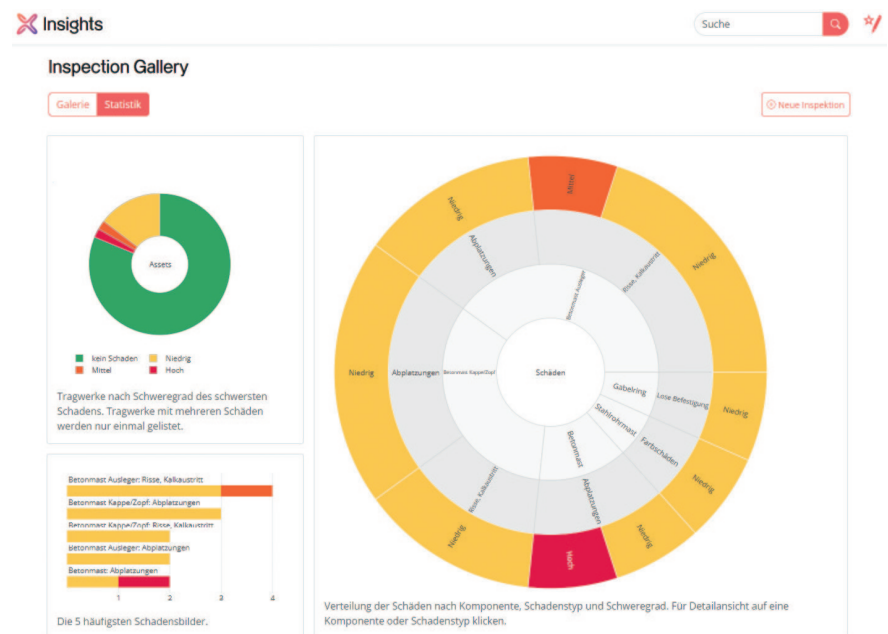 Insights
Suche
Inspection Gallery
Galerie
Statistik
Neue Inspektion
Assets
kein Schaden
Niedrig
Mittel
Hoch
Tragwerke nach Schweregrad des schwersten
Schadens. Tragwerke mit mehreren Schäden
werden nur einmal gelistet.
Betonmast Ausleger: Risse, Kalkaustritt
Betonmast Kappe/Zopf: Abplatzungen
Betonmast Kappe/Zopf: Risse, Kalkaustritt
Betonmast Ausleger: Abplatzungen
Betonmast: Abplatzungen
1 2 3 4
Die 5 häufigsten Schadensbilder.
Niedrig
Mittel
Niedrig
Abplatzungen
Betonmast Ausleger
Risse, Kalkaustritt
Niedrig
Abplatzungen
Betonmast Kappe/Zopf
Schäden
Gabelring
Lose Befestigung
Niedrig
Stahlrohrmast
Farbschäden
Niedrig
Betonmast
Abplatzungen
Niedrig
Hoch
Risse, Kalkaustritt
Niedrig
Verteilung der Schäden nach Komponente, Schadenstyp und Schweregrad. Für Detailansicht auf eine
Komponente oder Schadenstyp klicken.